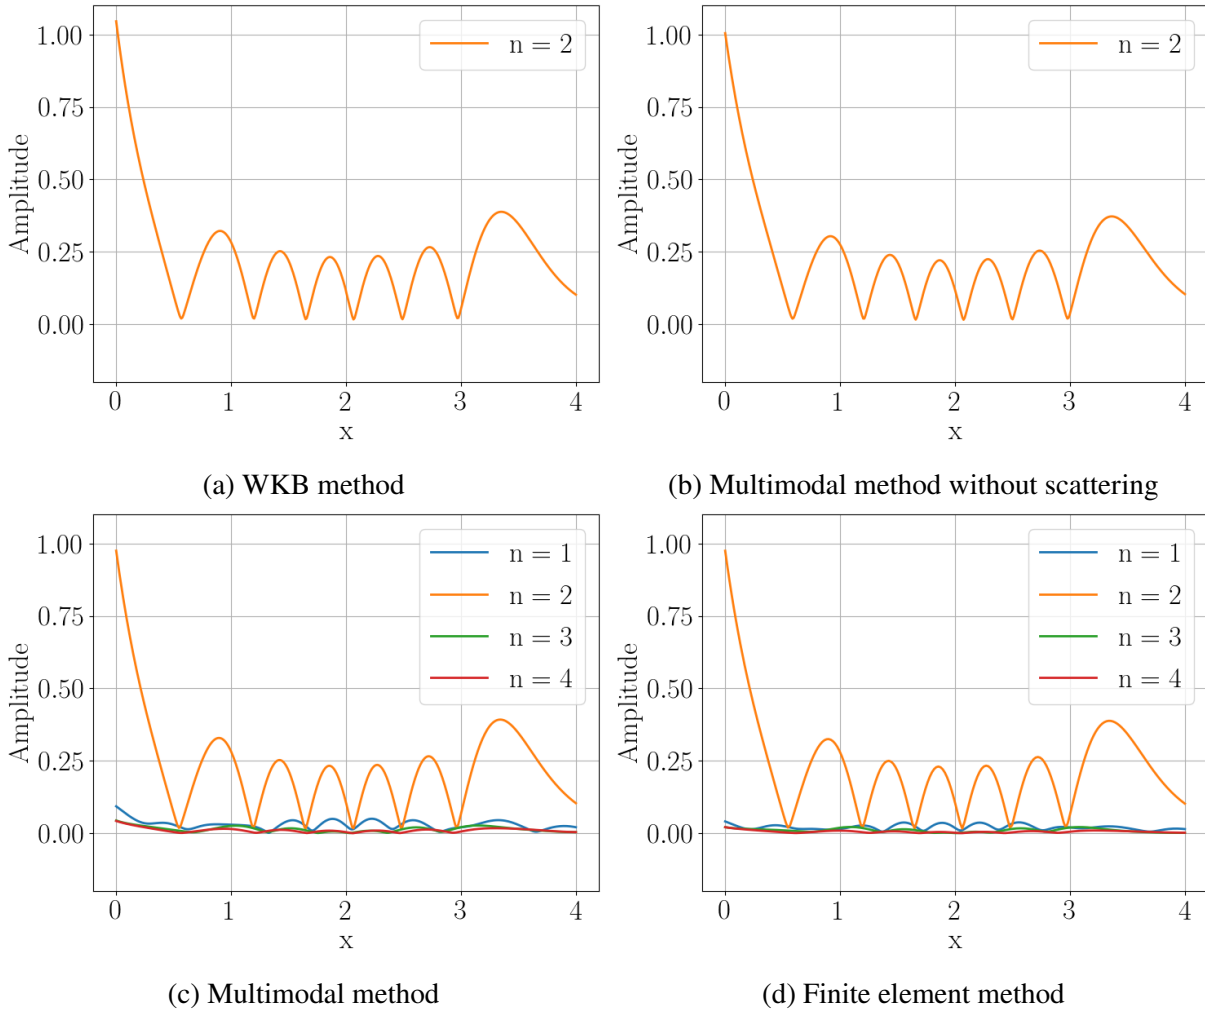 1.00
0.75
0.50
0.25
0.00
Amplitude
0 1 2 3 4
x
n = 2
(a) WKB method
1.00
0.75
0.50
0.25
0.00
Amplitude
0 1 2 3 4
x
n = 2
(b) Multimodal method without scattering
1.00
0.75
0.50
0.25
0.00
Amplitude
0 1 2 3 4
x
n = 1
n = 2
n = 3
n = 4
(c) Multimodal method
1.00
0.75
0.50
0.25
0.00
Amplitude
0 1 2 3 4
x
n = 1
n = 2
n = 3
n = 4
(d) Finite element method